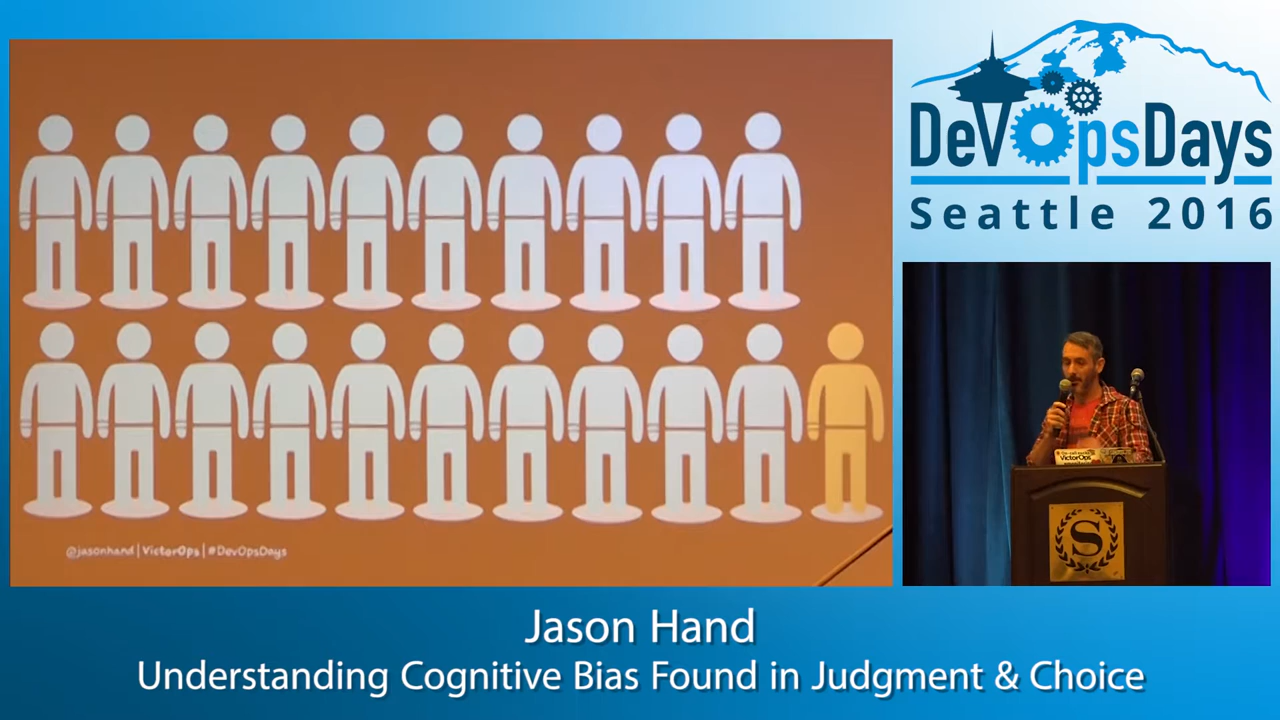 DevOpsDays
Seattle 2016
@jasonhand | VictorOps | #DevOpsDays
VictorOps
S
Jason Hand
Understanding Cognitive Bias Found in Judgment & Choice